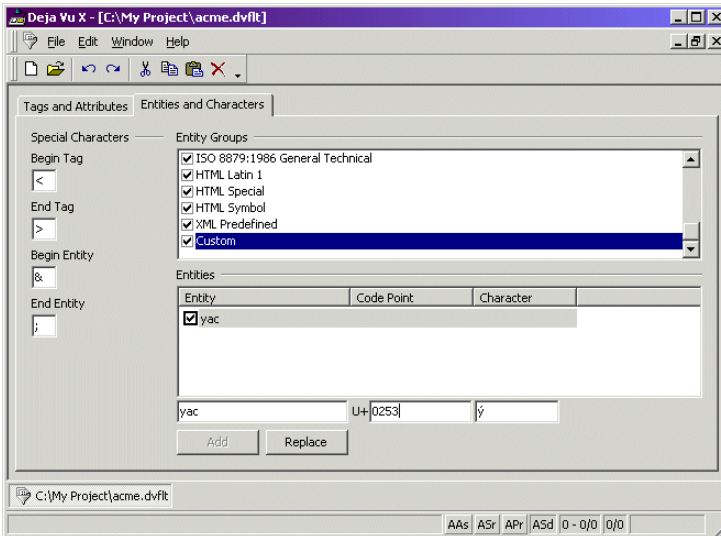 Deja Vu X - [C:\My Project\acme.dvflt]
File Edit Window Help
Tags and Attributes Entities and Characters
Special Characters
Begin Tag
<
End Tag
>
Begin Entity
&
End Entity
;
Entity Groups
ISO 8879:1986 General Technical
HTML Latin 1
HTML Special
HTML Symbol
XML Predefined
Custom
Entities
Entity Code Point Character
yac
yac U+ 0253 ý
Add Replace
C:\My Project\acme.dvflt
AAs ASr APr ASd 0 - 0/0 0/0